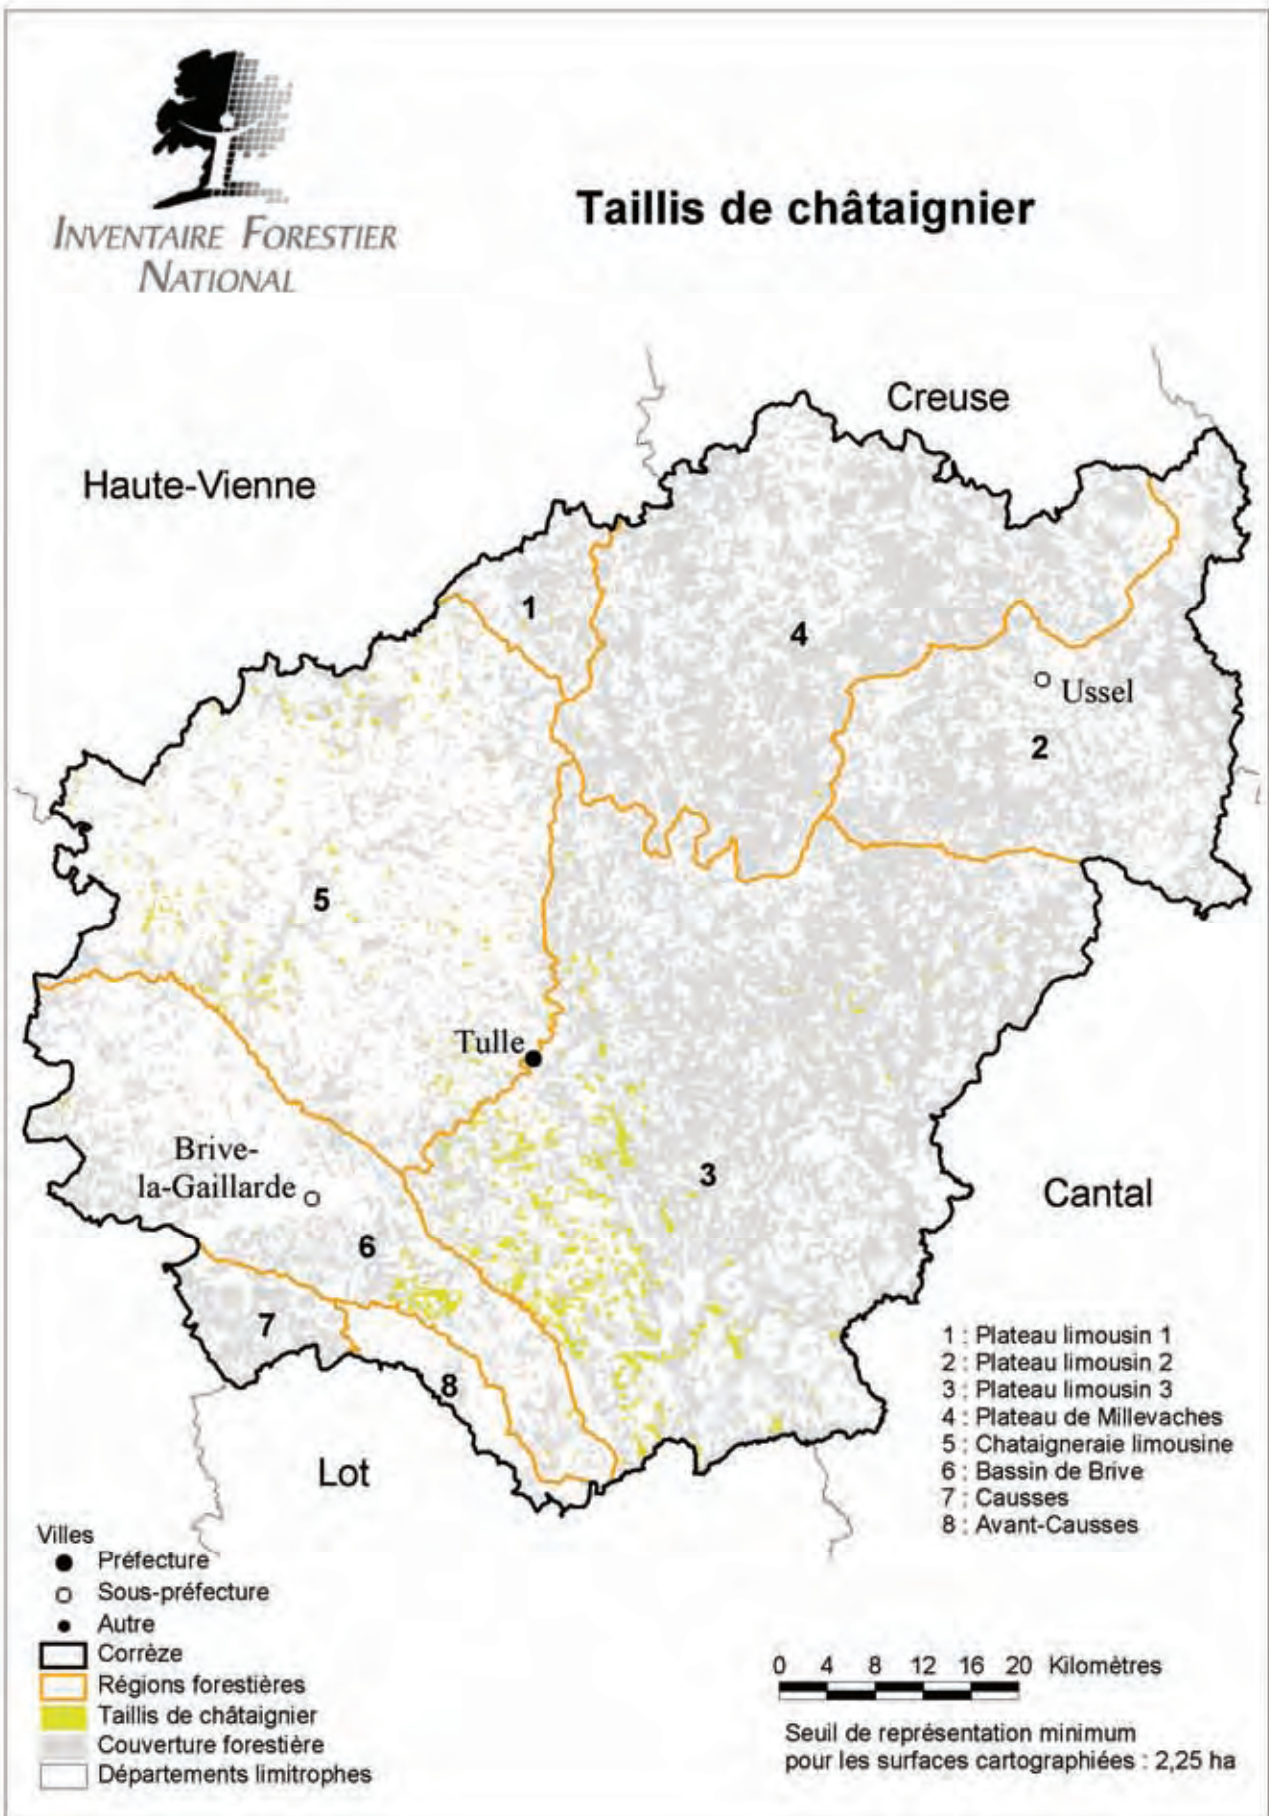 INVENTAIRE FORESTIER
NATIONAL
Taillis de châtaignier
Creuse
Haute-Vienne
1
4
Ussel
2
5
Tulle
3
Brive-
la-Gaillarde
Cantal
6
7
8
Lot
1 : Plateau limousin 1
2 : Plateau limousin 2
3 : Plateau limousin 3
4 : Plateau de Millevaches
5 : Chataigneraie limousine
6 : Bassin de Brive
7 : Causses
8 : Avant-Causses
Villes
Préfecture
Sous-préfecture
Autre
Corrèze
Régions forestières
Taillis de châtaignier
Couverture forestière
Départements limitrophes
0 4 8 12 16 20 Kilomètres
Seuil de représentation minimum
pour les surfaces cartographiées : 2,25 ha